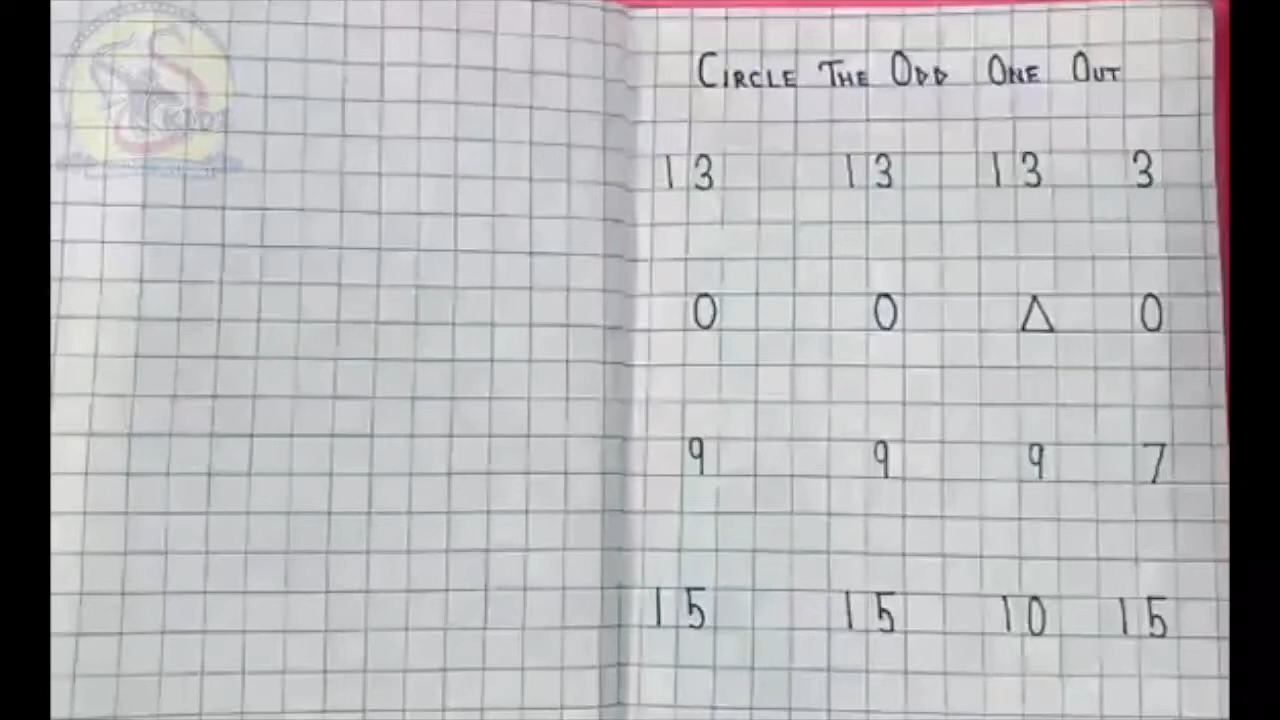 CIRCLE THE ODD ONE OUT
13 13 13 3
0 0 △ 0
9 9 9 7
15 15 10 15